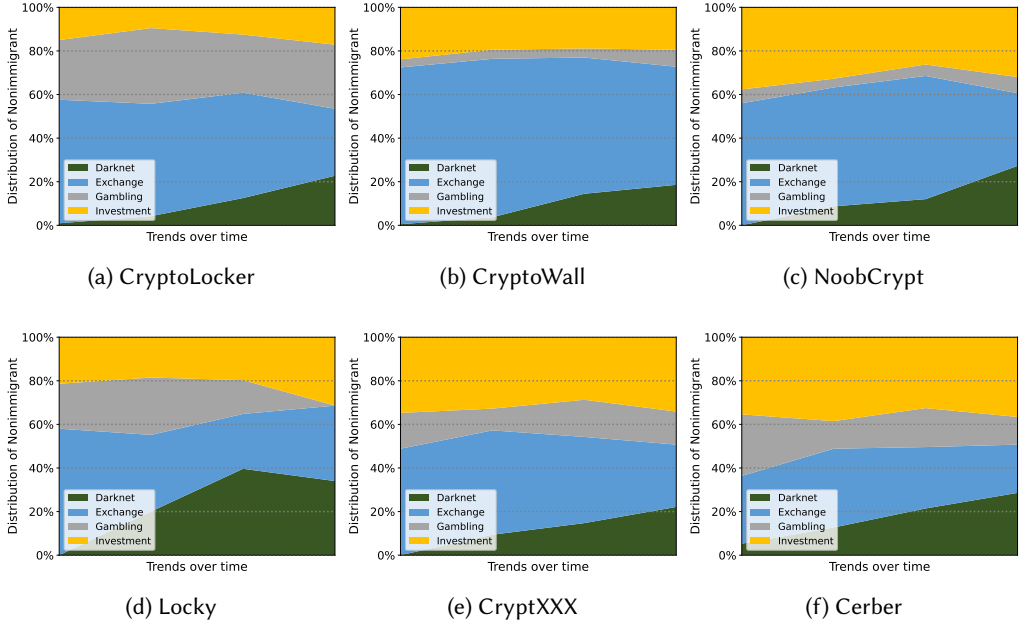 100%
80%
60%
40%
20%
0%
Distribution of Nonimmigrant
Darknet
Exchange
Gambling
Investment
Trends over time
(a) CryptoLocker
100%
80%
60%
40%
20%
0%
Distribution of Nonimmigrant
Darknet
Exchange
Gambling
Investment
Trends over time
(b) CryptoWall
100%
80%
60%
40%
20%
0%
Distribution of Nonimmigrant
Darknet
Exchange
Gambling
Investment
Trends over time
(c) NoobCrypt
100%
80%
60%
40%
20%
0%
Distribution of Nonimmigrant
Darknet
Exchange
Gambling
Investment
Trends over time
(d) Locky
100%
80%
60%
40%
20%
0%
Distribution of Nonimmigrant
Darknet
Exchange
Gambling
Investment
Trends over time
(e) CryptXXX
100%
80%
60%
40%
20%
0%
Distribution of Nonimmigrant
Darknet
Exchange
Gambling
Investment
Trends over time
(f) Cerber